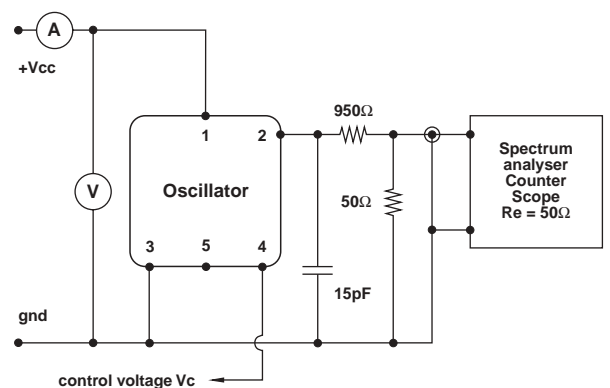 A
+Vcc
950Ω
1
2
Oscillator
V
50Ω
Spectrum
analyser
Counter
Scope
Re = 50Ω
3
5
4
15pF
gnd
control voltage Vc